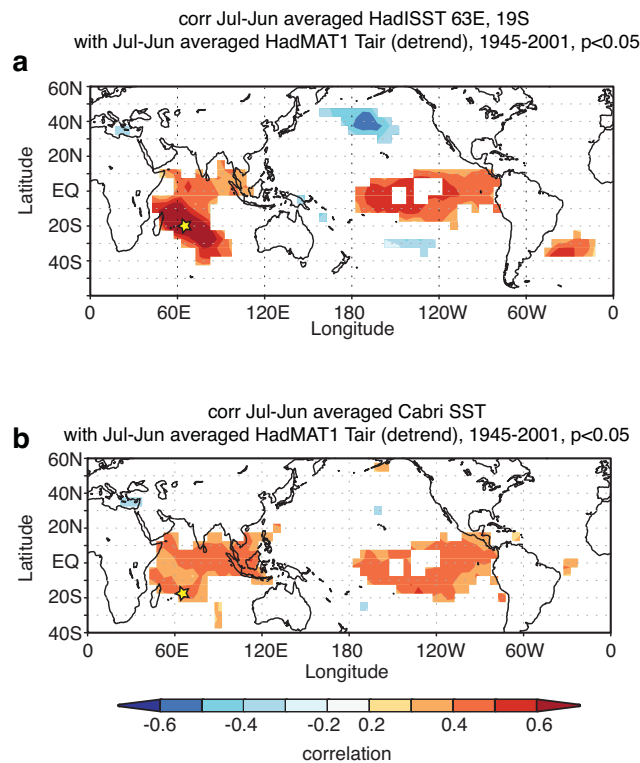 corr Jul-Jun averaged HadISST 63E, 19S
with Jul-Jun averaged HadMAT1 Tair (detrend), 1945-2001, p<0.05
a
60N
40N
20N
EQ
20S
40S
Latitude
0 60E 120E 180 120W 60W 0
Longitude
corr Jul-Jun averaged Cabri SST
b
with Jul-Jun averaged HadMAT1 Tair (detrend), 1945-2001, p<0.05
60N
40N
20N
EQ
20S
40S
Latitude
0 60E 120E 180 120W 60W 0
Longitude
-0.6 -0.4 -0.2 0.2 0.4 0.6
correlation